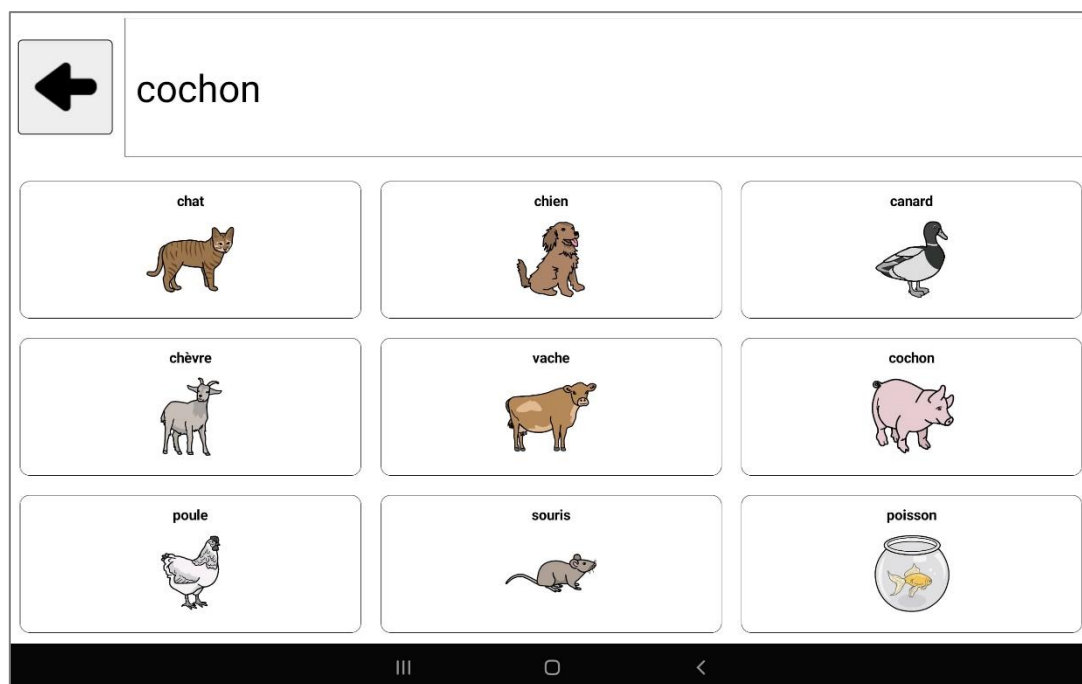 cochon
chat
chien
canard
chèvre
vache
cochon
poule
souris
poisson